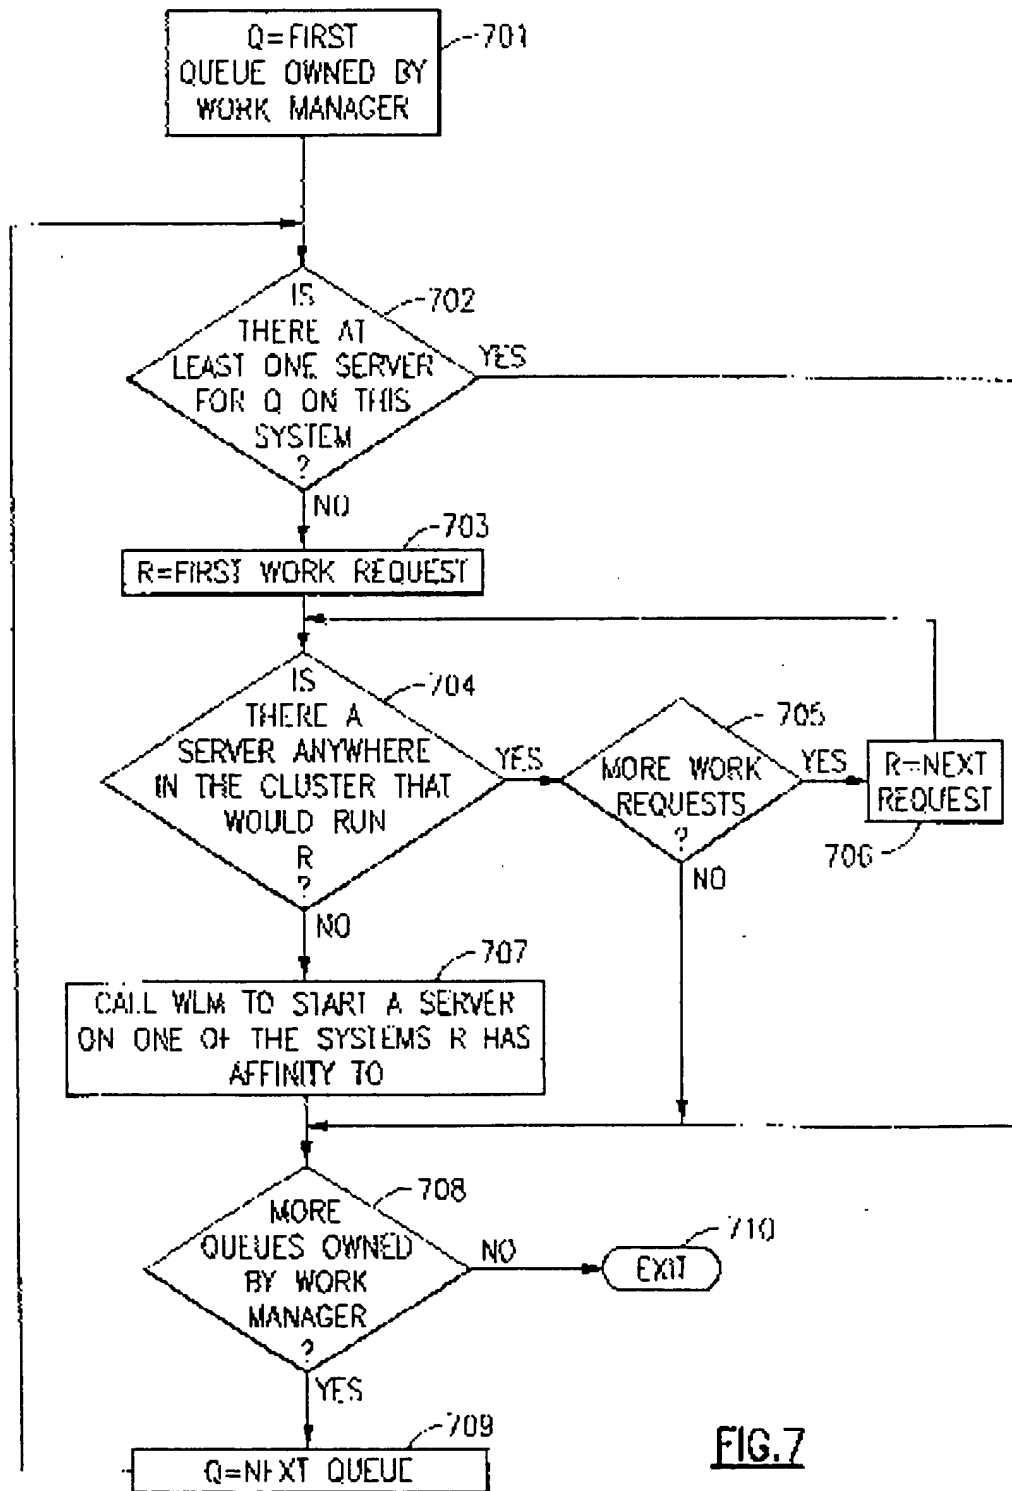 Q=FIRST
QUEUE OWNED BY
WORK MANAGER
701
IS
THERE AT
LEAST ONE SERVER
FOR Q ON THIS
SYSTEM
?
702
YES
NO
703
R=FIRST WORK REQUEST
IS
THERE A
SERVER ANYWHERE
IN THE CLUSTER THAT
WOULD RUN
R
?
704
YES
NO
705
MORE WORK
REQUESTS
?
YES
NO
R=NEXT
REQUEST
706
707
CALL WLM TO START A SERVER
ON ONE OF THE SYSTEMS R HAS
AFFINITY TO
MORE
QUEUES OWNED
BY WORK
MANAGER
?
708
NO
710
EXIT
YES
709
Q=NEXT QUEUE
FIG.7